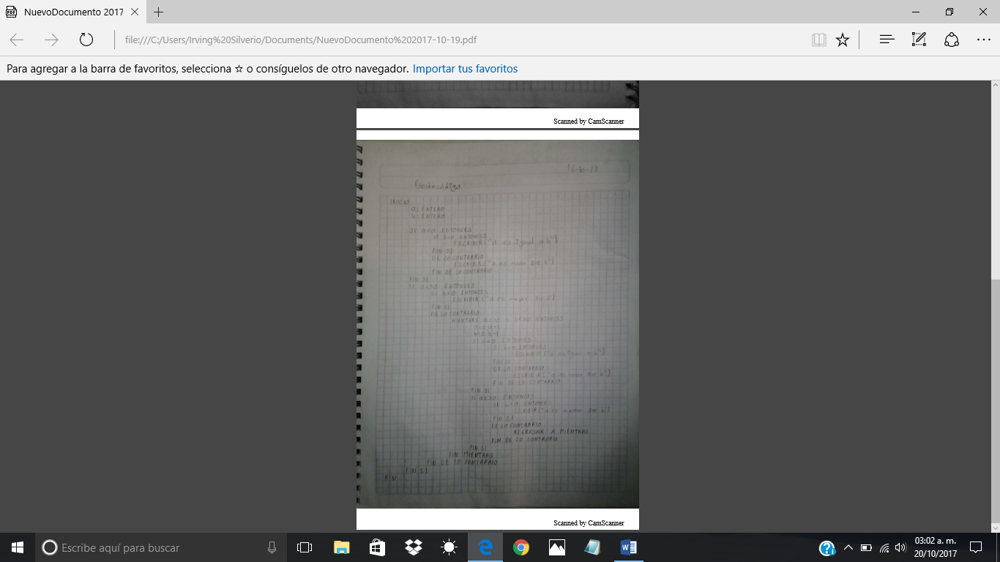 NuevoDocumento 2017
file:///C:/Users/Irving%20Silverio/Documents/NuevoDocumento%202017-10-19.pdf
Para agregar a la barra de favoritos, selecciona ☆ o consíguelos de otro navegador. Importar tus favoritos
Scanned by CamScanner
16-10-17
Pseudocódigo
INICIO
a: ENTERO
b: ENTERO
SI a=0 ENTONCES
SI b=0 ENTONCES
ESCRIBIR ("a es igual a b")
FIN SI
DE LO CONTRARIO
ESCRIBIR ("a es menor que b")
FIN DE LO CONTRARIO
FIN SI
SI a<>0 ENTONCES
SI b=0 ENTONCES
ESCRIBIR ("a es mayor que b")
FIN SI
DE LO CONTRARIO
MIENTRAS a<>0 b<>0 ENTONCES
a = a-1
b = b-1
SI a=0 ENTONCES
SI b=0 ENTONCES
ESCRIBIR ("a es igual a b")
FIN SI
DE LO CONTRARIO
ESCRIBIR ("a es que b")
FIN DE LO CONTRARIO
FIN SI
SI a<>0 ENTONCES
SI b=0 ENTONCES
ESCRIBIR ("a es que b")
FIN SI
DE LO CONTRARIO
REGRESAR A MIENTRAS
FIN DE LO CONTRARIO
FIN SI
FIN MIENTRAS
FIN DE LO CONTRARIO
FIN SI
FIN
Scanned by CamScanner
Escribe aquí para buscar
03:02 a. m.
20/10/2017